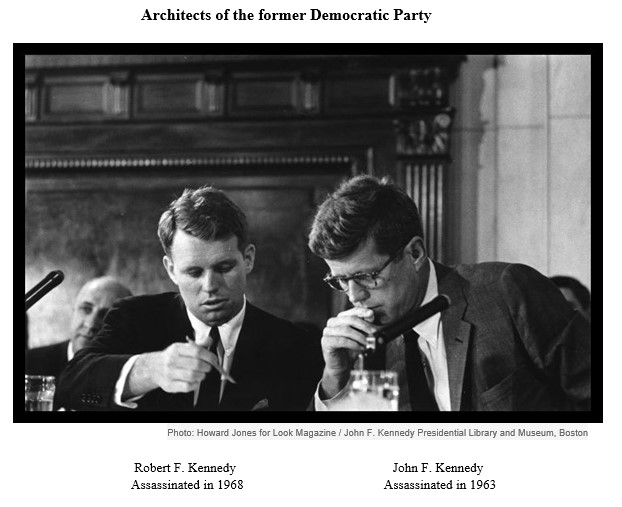 Architects of the former Democratic Party
Photo: Howard Jones for Look Magazine / John F. Kennedy Presidential Library and Museum, Boston
Robert F. Kennedy
John F. Kennedy
Assassinated in 1968
Assassinated in 1963